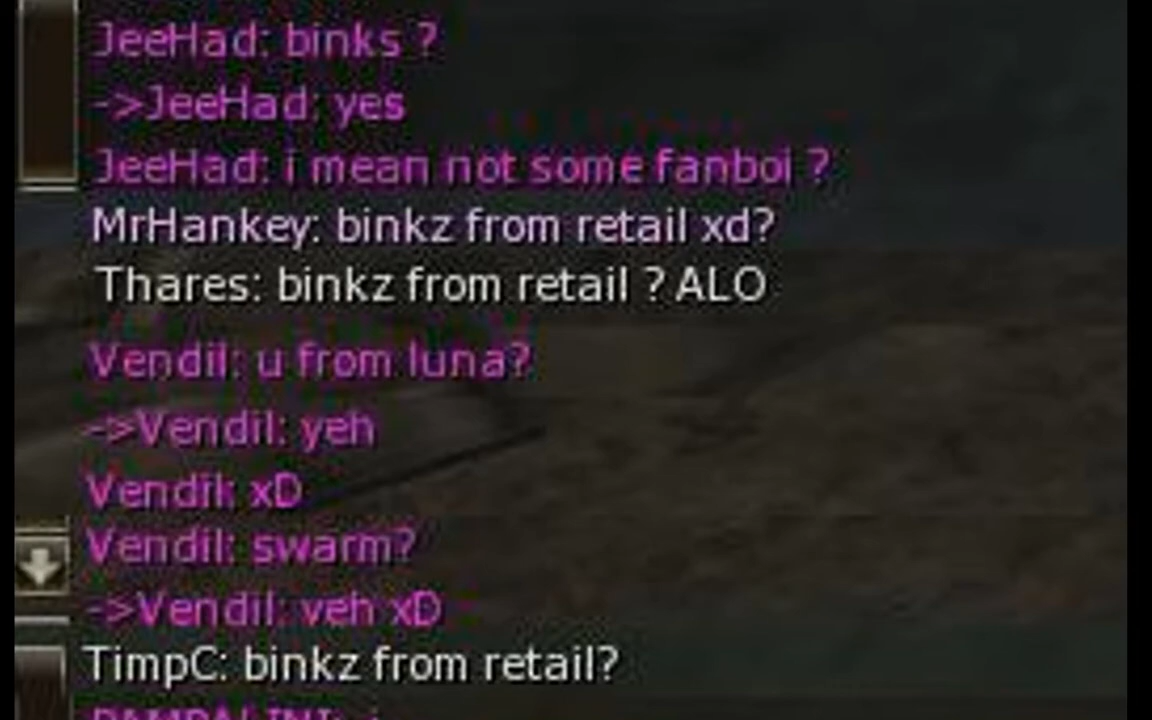 JeeHad: binks ?
->JeeHad: yes
JeeHad: i mean not some fanboi ?
MrHankey: binkz from retail xd?
Thares: binkz from retail ? ALO
Vendil: u from luna?
->Vendil: yeh
Vendil: xD
Vendil: swarm?
->Vendil: yeh xD
TimpC: binkz from retail?